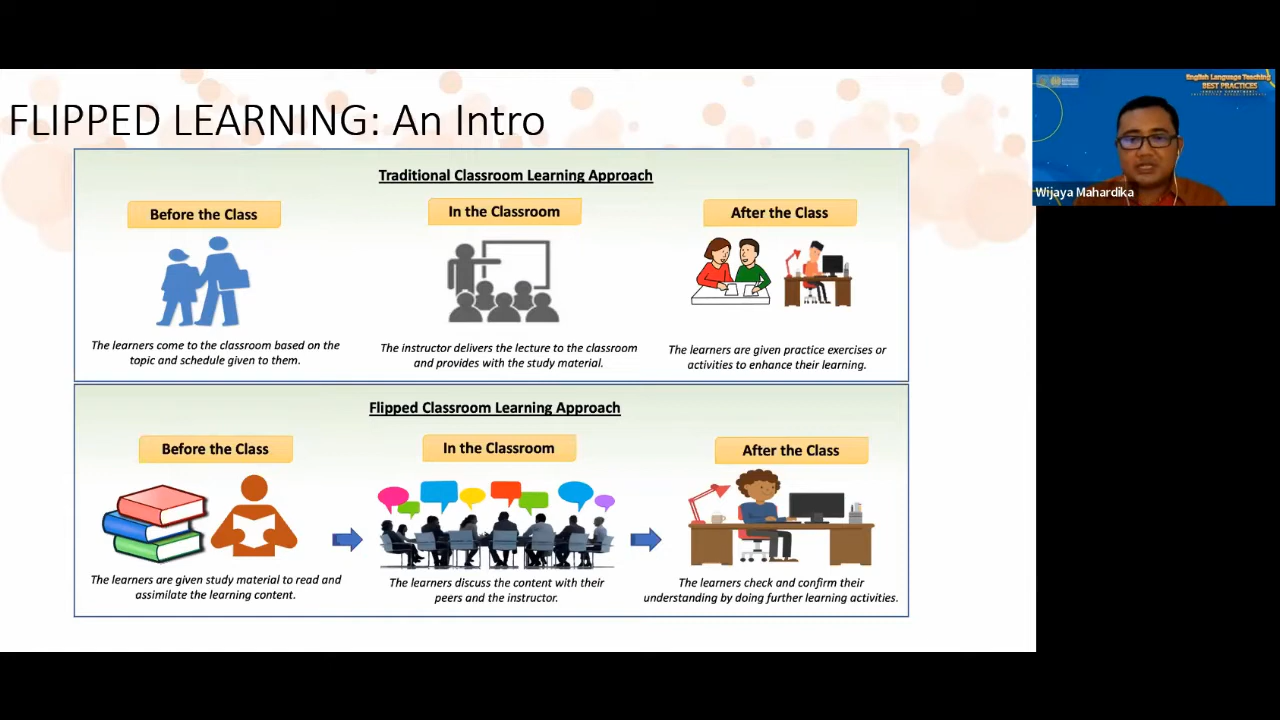 FLIPPED LEARNING: An Intro
Traditional Classroom Learning Approach
Before the Class
The learners come to the classroom based on the
topic and schedule given to them.
In the Classroom
The instructor delivers the lecture to the classroom
and provides with the study material.
After the Class
The learners are given practice exercises or
activities to enhance their learning.
Flipped Classroom Learning Approach
Before the Class
The learners are given study material to read and
assimilate the learning content.
In the Classroom
The learners discuss the content with their
peers and the instructor.
After the Class
The learners check and confirm their
understanding by doing further learning activities.
English Language Teaching
BEST PRACTICES
Wijaya Mahardika